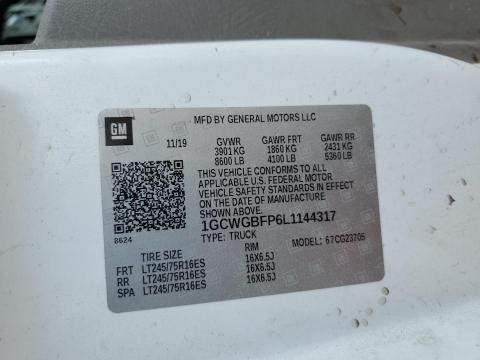 GM
MFD BY GENERAL MOTORS LLC
11/19 GVWR GAWR FRT GAWR RR
3901 KG 1860 KG 2431 KG
8600 LB 4100 LB 5360 LB
THIS VEHICLE CONFORMS TO ALL
APPLICABLE U.S. FEDERAL MOTOR
VEHICLE SAFETY STANDARDS IN EFFECT ON
THE DATE OF MANUFACTURE SHOWN ABOVE.
8624
1GCWGBFP6L1144317
TYPE: TRUCK MODEL: 67CG23705
TIRE SIZE RIM
FRT LT245/75R16ES 16X6.5J
RR LT245/75R16ES 16X6.5J
SPA LT245/75R16ES 16X6.5J